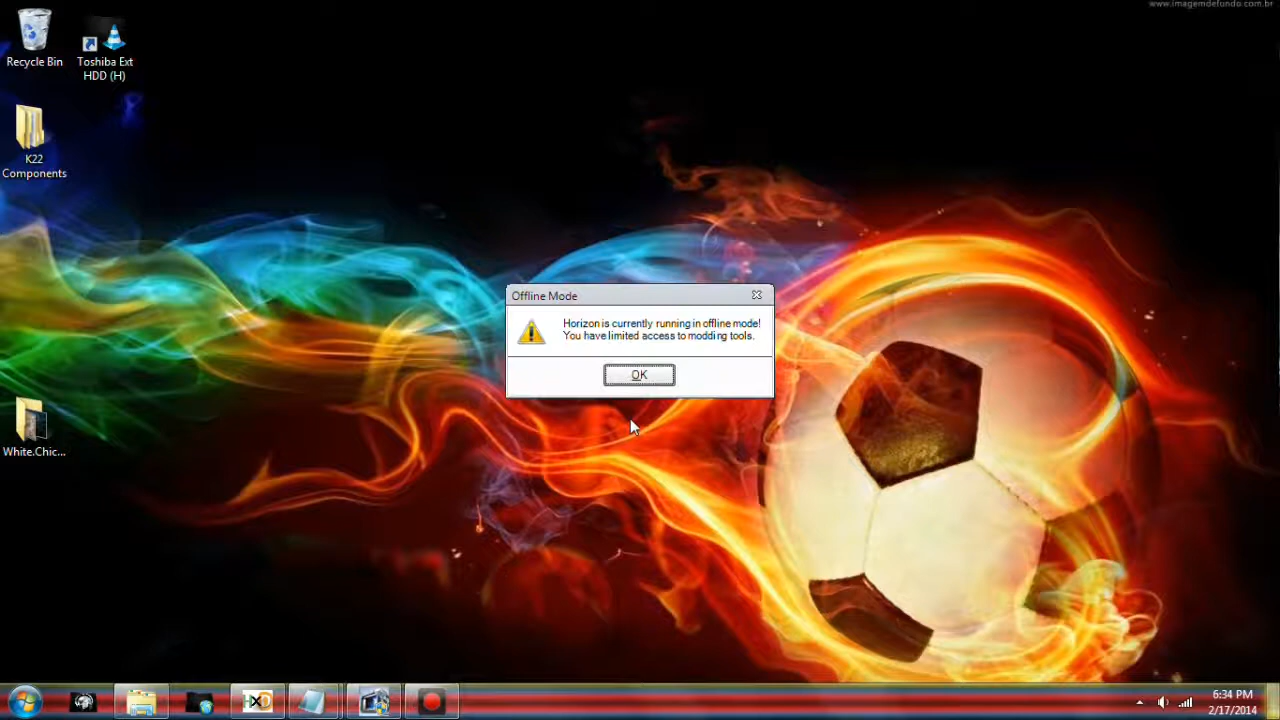 www.imagemdefundo.com.br
Recycle Bin
Toshiba Ext
HDD (H)
K22
Components
White.Chic...
Offline Mode
Horizon is currently running in offline mode!
You have limited access to modding tools.
OK
HXD
6:34 PM
2/17/2014